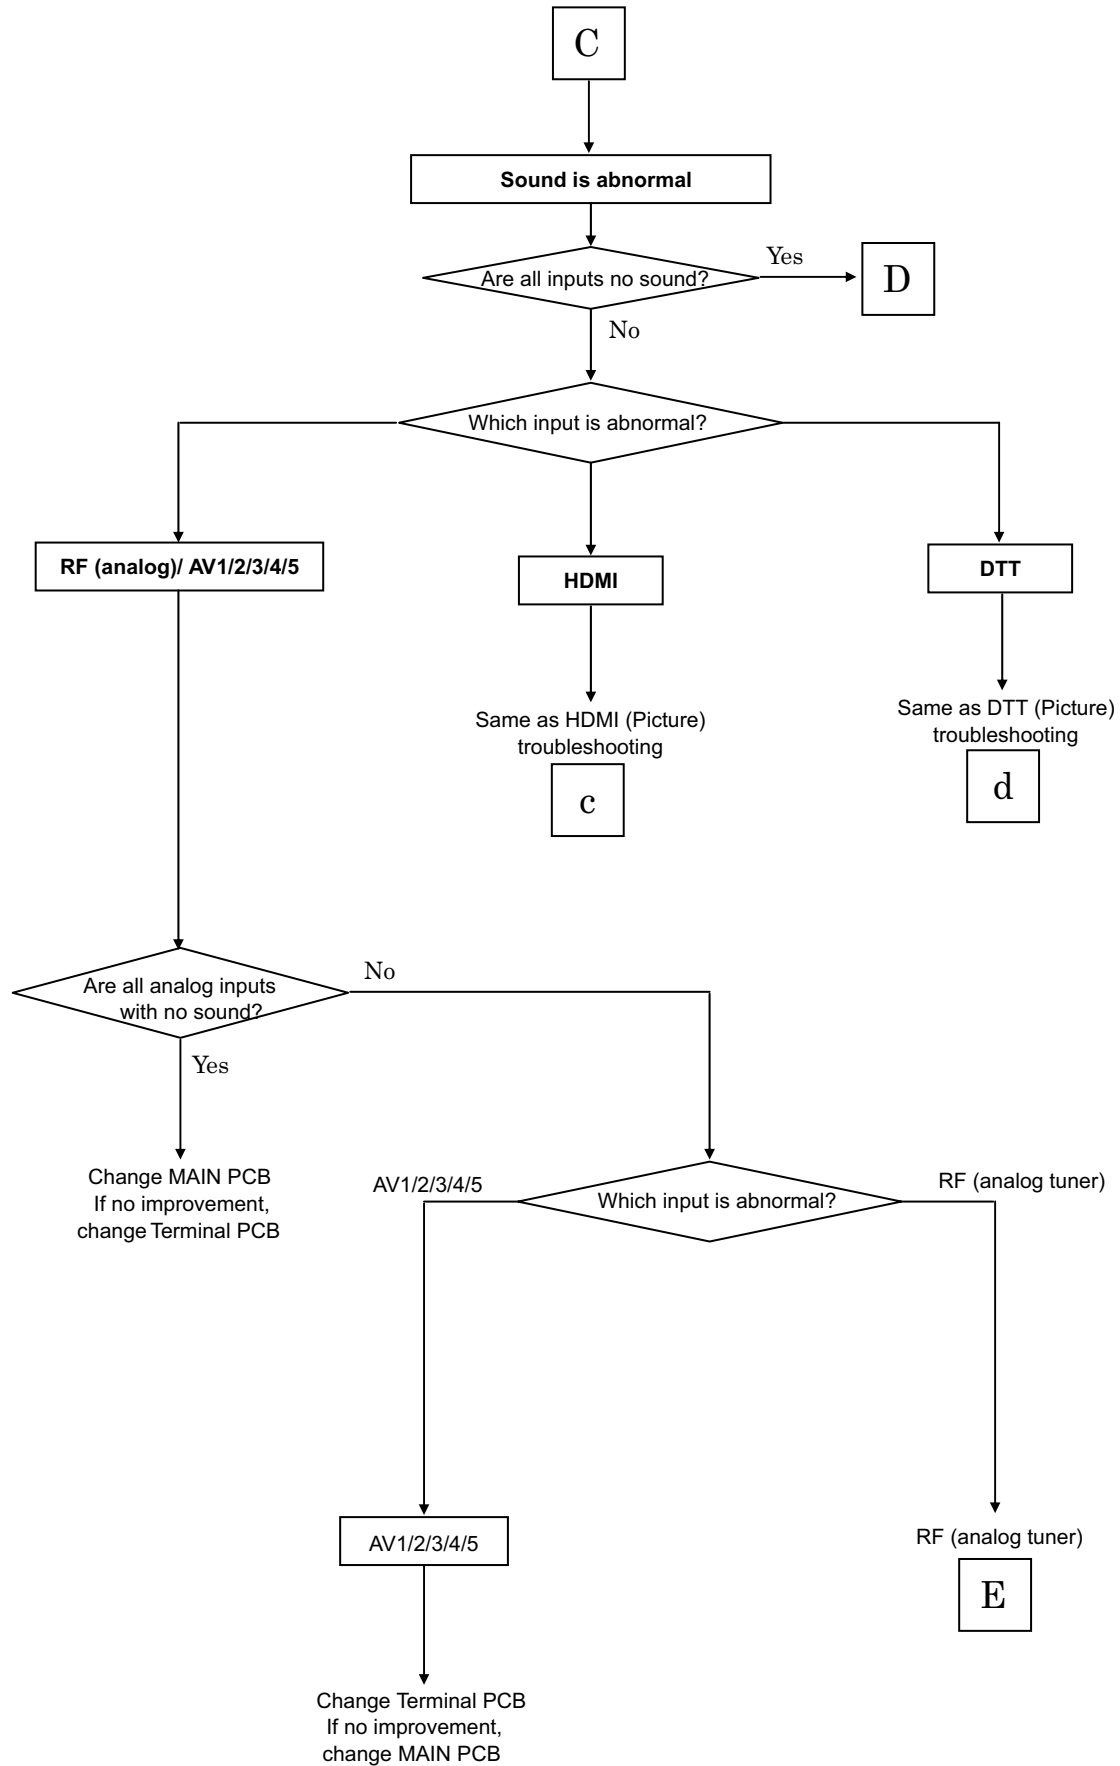 C
Sound is abnormal
Are all inputs no sound?
Yes
D
No
Which input is abnormal?
RF (analog)/ AV1/2/3/4/5
HDMI
DTT
Same as HDMI (Picture)
troubleshooting
c
Same as DTT (Picture)
troubleshooting
d
Are all analog inputs
with no sound?
No
Yes
Change MAIN PCB
If no improvement,
change Terminal PCB
AV1/2/3/4/5
Which input is abnormal?
RF (analog tuner)
AV1/2/3/4/5
RF (analog tuner)
E
Change Terminal PCB
If no improvement,
change MAIN PCB